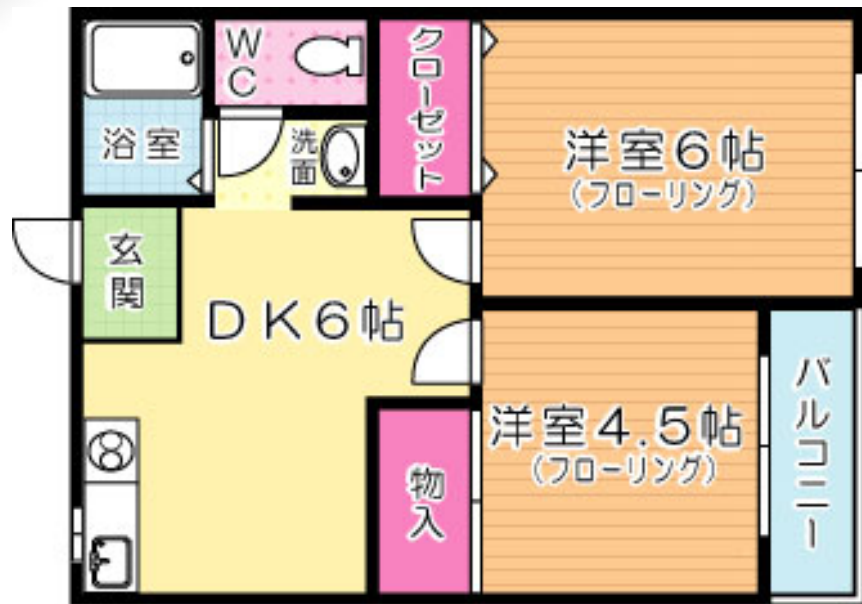 WC
クローゼット
浴室
洗面
洋室6帖
(フローリング)
玄関
DK6帖
バルコニー
洋室4.5帖
(フローリング)
物入